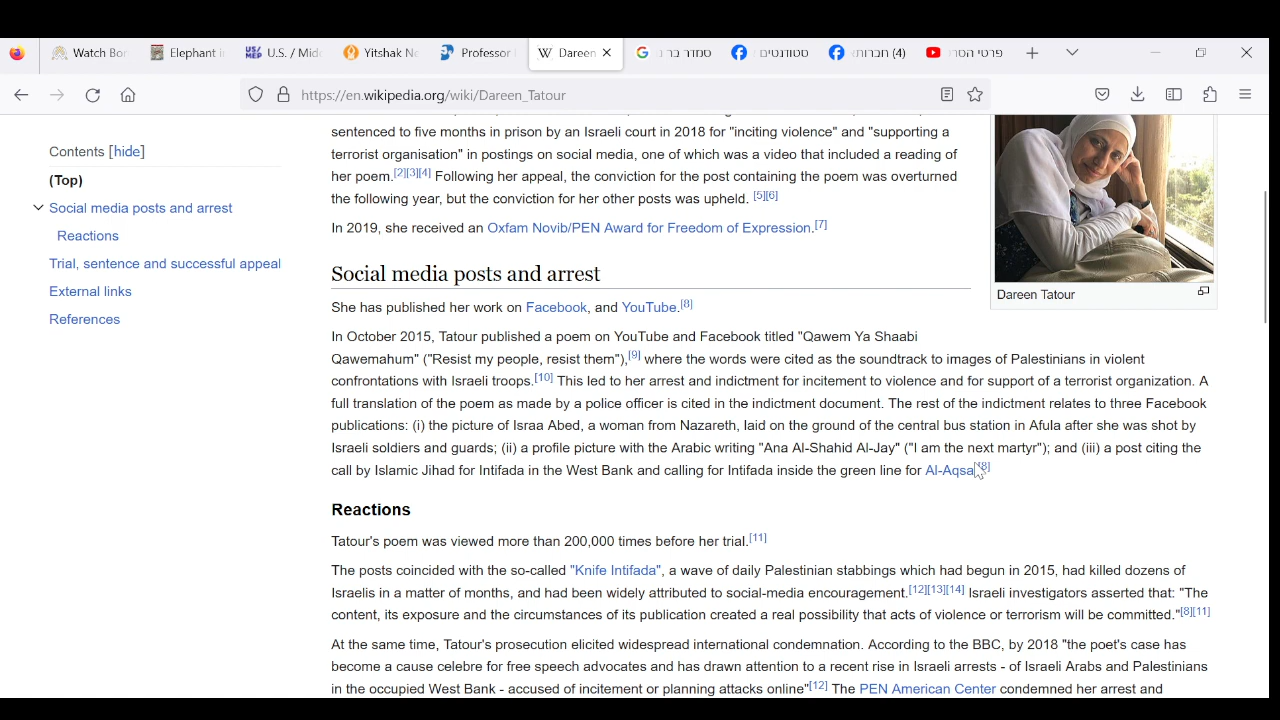 Watch Bor
Elephant i
U.S. / Mid
Yitshak Ne
Professor
Dareen
סמדר בר נ
סטודנטים
(4) חברותי
פרטי הסרו
https://en.wikipedia.org/wiki/Dareen_Tatour
Contents [hide]
(Top)
Social media posts and arrest
Reactions
Trial, sentence and successful appeal
External links
References
sentenced to five months in prison by an Israeli court in 2018 for "inciting violence" and "supporting a
terrorist organisation" in postings on social media, one of which was a video that included a reading of
her poem.[2][3][4] Following her appeal, the conviction for the post containing the poem was overturned
the following year, but the conviction for her other posts was upheld. [5][6]
In 2019, she received an Oxfam Novib/PEN Award for Freedom of Expression.[7]
Dareen Tatour
Social media posts and arrest
She has published her work on Facebook, and YouTube.[8]
In October 2015, Tatour published a poem on YouTube and Facebook titled "Qawem Ya Shaabi
Qawemahum" ("Resist my people, resist them"),[9] where the words were cited as the soundtrack to images of Palestinians in violent
confrontations with Israeli troops.[10] This led to her arrest and indictment for incitement to violence and for support of a terrorist organization. A
full translation of the poem as made by a police officer is cited in the indictment document. The rest of the indictment relates to three Facebook
publications: (i) the picture of Israa Abed, a woman from Nazareth, laid on the ground of the central bus station in Afula after she was shot by
Israeli soldiers and guards; (ii) a profile picture with the Arabic writing "Ana Al-Shahid Al-Jay" ("I am the next martyr"); and (iii) a post citing the
call by Islamic Jihad for Intifada in the West Bank and calling for Intifada inside the green line for Al-Aqsa[8]
Reactions
Tatour's poem was viewed more than 200,000 times before her trial.[11]
The posts coincided with the so-called "Knife Intifada", a wave of daily Palestinian stabbings which had begun in 2015, had killed dozens of
Israelis in a matter of months, and had been widely attributed to social-media encouragement.[12][13][14] Israeli investigators asserted that: "The
content, its exposure and the circumstances of its publication created a real possibility that acts of violence or terrorism will be committed."[8][11]
At the same time, Tatour's prosecution elicited widespread international condemnation. According to the BBC, by 2018 "the poet's case has
become a cause celebre for free speech advocates and has drawn attention to a recent rise in Israeli arrests - of Israeli Arabs and Palestinians
in the occupied West Bank - accused of incitement or planning attacks online"[12] The PEN American Center condemned her arrest and